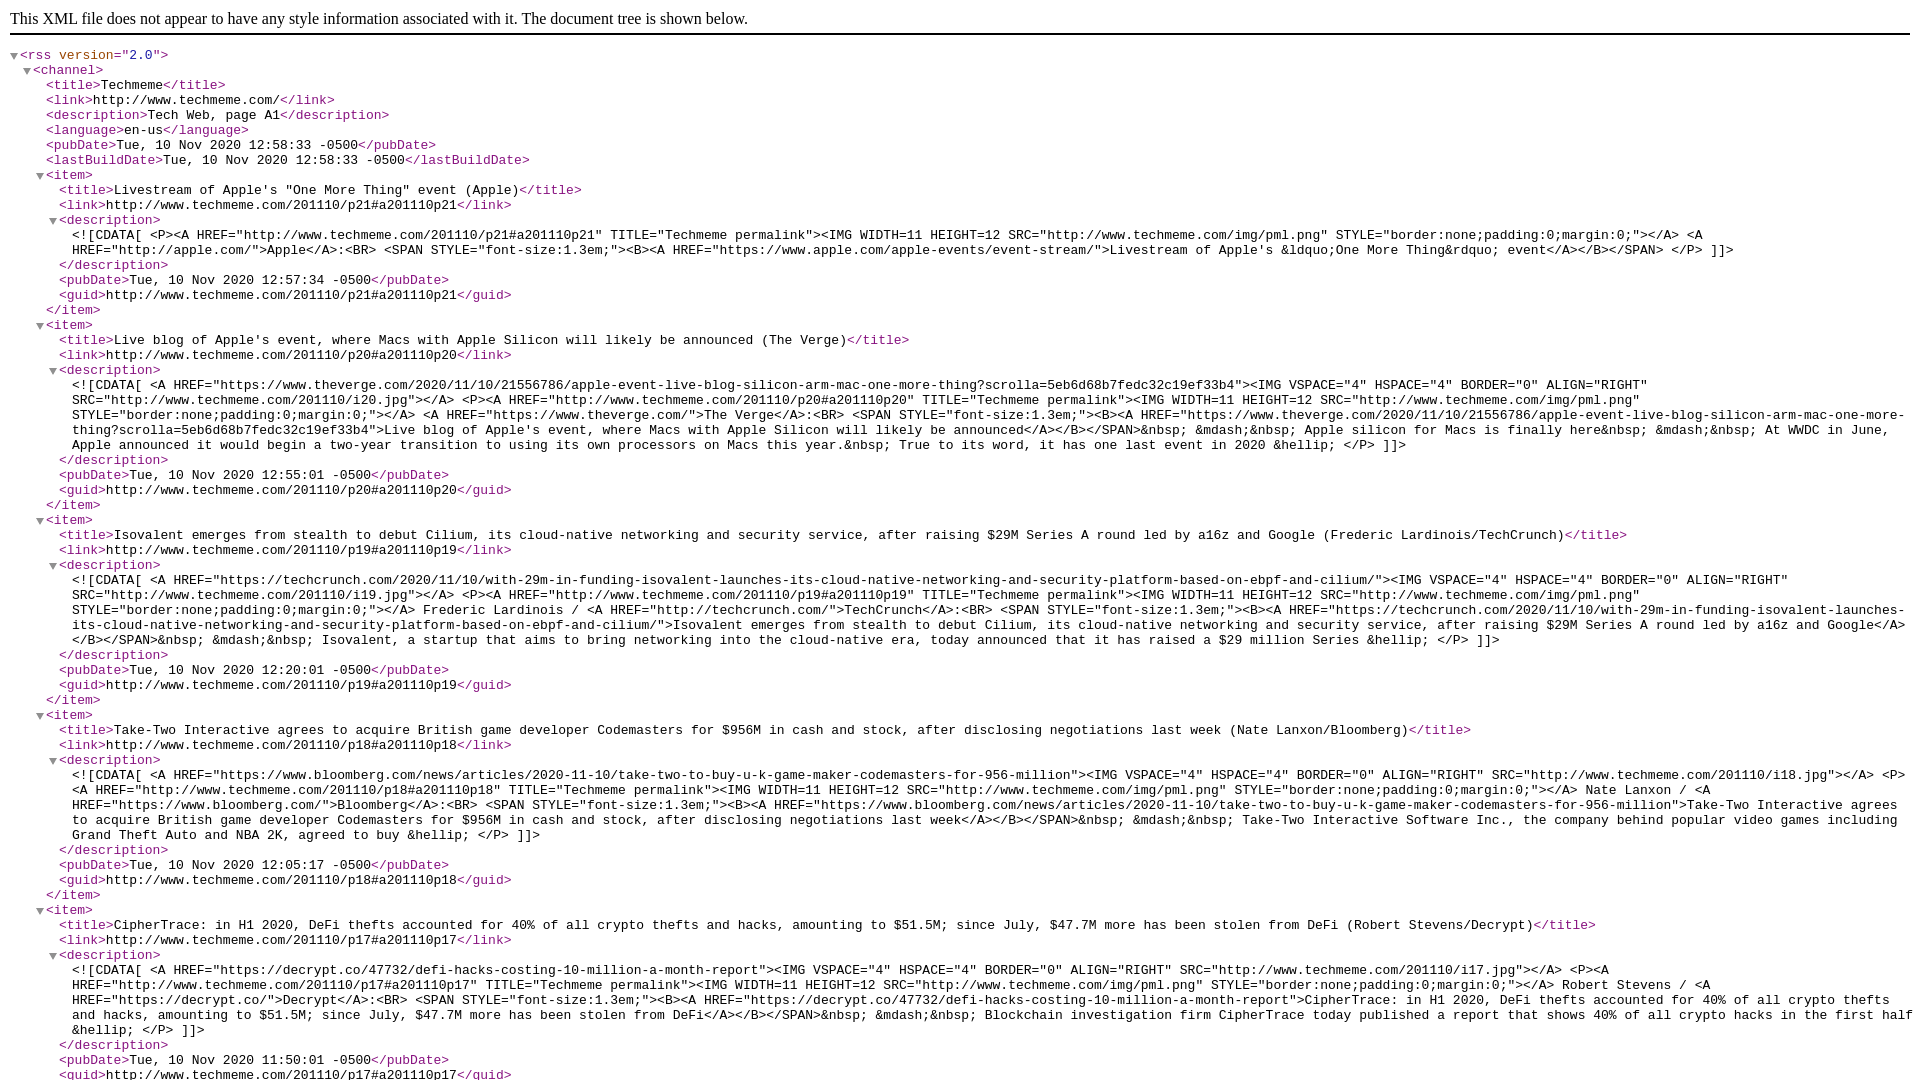 This XML file does not appear to have any style information associated with it. The document tree is shown below.
<rss version="2.0">
<channel>
<title>Techmeme</title>
<link>http://www.techmeme.com/</link>
<description>Tech Web, page A1</description>
<language>en-us</language>
<pubDate>Tue, 10 Nov 2020 12:58:33 -0500</pubDate>
<lastBuildDate>Tue, 10 Nov 2020 12:58:33 -0500</lastBuildDate>
<item>
<title>Livestream of Apple's "One More Thing" event (Apple)</title>
<link>http://www.techmeme.com/201110/p21#a201110p21</link>
<description>
<![CDATA[ <P><A HREF="http://www.techmeme.com/201110/p21#a201110p21" TITLE="Techmeme permalink"><IMG WIDTH=11 HEIGHT=12 SRC="http://www.techmeme.com/img/pml.png" STYLE="border:none;padding:0;margin:0;"></A> <A
HREF="http://apple.com/">Apple</A>:<BR> <SPAN STYLE="font-size:1.3em;"><B><A HREF="https://www.apple.com/apple-events/event-stream/">Livestream of Apple's &ldquo;One More Thing&rdquo; event</A></B></SPAN> </P> ]]>
</description>
<pubDate>Tue, 10 Nov 2020 12:57:34 -0500</pubDate>
<guid>http://www.techmeme.com/201110/p21#a201110p21</guid>
</item>
<item>
<title>Live blog of Apple's event, where Macs with Apple Silicon will likely be announced (The Verge)</title>
<link>http://www.techmeme.com/201110/p20#a201110p20</link>
<description>
<![CDATA[ <A HREF="https://www.theverge.com/2020/11/10/21556786/apple-event-live-blog-silicon-arm-mac-one-more-thing?scrolla=5eb6d68b7fedc32c19ef33b4"><IMG VSPACE="4" HSPACE="4" BORDER="0" ALIGN="RIGHT"
SRC="http://www.techmeme.com/201110/i20.jpg"></A> <P><A HREF="http://www.techmeme.com/201110/p20#a201110p20" TITLE="Techmeme permalink"><IMG WIDTH=11 HEIGHT=12 SRC="http://www.techmeme.com/img/pml.png"
STYLE="border:none;padding:0;margin:0;"></A> <A HREF="https://www.theverge.com/">The Verge</A>:<BR> <SPAN STYLE="font-size:1.3em;"><B><A HREF="https://www.theverge.com/2020/11/10/21556786/apple-event-live-blog-silicon-arm-mac-one-more-
thing?scrolla=5eb6d68b7fedc32c19ef33b4">Live blog of Apple's event, where Macs with Apple Silicon will likely be announced</A></B></SPAN>&nbsp; &mdash;&nbsp; Apple silicon for Macs is finally here&nbsp; &mdash;&nbsp; At WWDC in June,
Apple announced it would begin a two-year transition to using its own processors on Macs this year.&nbsp; True to its word, it has one last event in 2020 &hellip; </P> ]]>
</description>
<pubDate>Tue, 10 Nov 2020 12:55:01 -0500</pubDate>
<guid>http://www.techmeme.com/201110/p20#a201110p20</guid>
</item>
<item>
<title>Isovalent emerges from stealth to debut Cilium, its cloud-native networking and security service, after raising $29M Series A round led by a16z and Google (Frederic Lardinois/TechCrunch)</title>
<link>http://www.techmeme.com/201110/p19#a201110p19</link>
<description>
<![CDATA[ <A HREF="https://techcrunch.com/2020/11/10/with-29m-in-funding-isovalent-launches-its-cloud-native-networking-and-security-platform-based-on-ebpf-and-cilium/"><IMG VSPACE="4" HSPACE="4" BORDER="0" ALIGN="RIGHT"
SRC="http://www.techmeme.com/201110/i19.jpg"></A> <P><A HREF="http://www.techmeme.com/201110/p19#a201110p19" TITLE="Techmeme permalink"><IMG WIDTH=11 HEIGHT=12 SRC="http://www.techmeme.com/img/pml.png"
STYLE="border:none;padding:0;margin:0;"></A> Frederic Lardinois / <A HREF="http://techcrunch.com/">TechCrunch</A>:<BR> <SPAN STYLE="font-size:1.3em;"><B><A HREF="https://techcrunch.com/2020/11/10/with-29m-in-funding-isovalent-launches-
its-cloud-native-networking-and-security-platform-based-on-ebpf-and-cilium/">Isovalent emerges from stealth to debut Cilium, its cloud-native networking and security service, after raising $29M Series A round led by a16z and Google</A>
</B></SPAN>&nbsp; &mdash;&nbsp; Isovalent, a startup that aims to bring networking into the cloud-native era, today announced that it has raised a $29 million Series &hellip; </P> ]]>
</description>
<pubDate>Tue, 10 Nov 2020 12:20:01 -0500</pubDate>
<guid>http://www.techmeme.com/201110/p19#a201110p19</guid>
</item>
<item>
<title>Take-Two Interactive agrees to acquire British game developer Codemasters for $956M in cash and stock, after disclosing negotiations last week (Nate Lanxon/Bloomberg)</title>
<link>http://www.techmeme.com/201110/p18#a201110p18</link>
<description>
<![CDATA[ <A HREF="https://www.bloomberg.com/news/articles/2020-11-10/take-two-to-buy-u-k-game-maker-codemasters-for-956-million"><IMG VSPACE="4" HSPACE="4" BORDER="0" ALIGN="RIGHT" SRC="http://www.techmeme.com/201110/i18.jpg"></A> <P>
<A HREF="http://www.techmeme.com/201110/p18#a201110p18" TITLE="Techmeme permalink"><IMG WIDTH=11 HEIGHT=12 SRC="http://www.techmeme.com/img/pml.png" STYLE="border:none;padding:0;margin:0;"></A> Nate Lanxon / <A
HREF="https://www.bloomberg.com/">Bloomberg</A>:<BR> <SPAN STYLE="font-size:1.3em;"><B><A HREF="https://www.bloomberg.com/news/articles/2020-11-10/take-two-to-buy-u-k-game-maker-codemasters-for-956-million">Take-Two Interactive agrees
to acquire British game developer Codemasters for $956M in cash and stock, after disclosing negotiations last week</A></B></SPAN>&nbsp; &mdash;&nbsp; Take-Two Interactive Software Inc., the company behind popular video games including
Grand Theft Auto and NBA 2K, agreed to buy &hellip; </P> ]]>
</description>
<pubDate>Tue, 10 Nov 2020 12:05:17 -0500</pubDate>
<guid>http://www.techmeme.com/201110/p18#a201110p18</guid>
</item>
<item>
<title>CipherTrace: in H1 2020, DeFi thefts accounted for 40% of all crypto thefts and hacks, amounting to $51.5M; since July, $47.7M more has been stolen from DeFi (Robert Stevens/Decrypt)</title>
<link>http://www.techmeme.com/201110/p17#a201110p17</link>
<description>
<![CDATA[ <A HREF="https://decrypt.co/47732/defi-hacks-costing-10-million-a-month-report"><IMG VSPACE="4" HSPACE="4" BORDER="0" ALIGN="RIGHT" SRC="http://www.techmeme.com/201110/i17.jpg"></A> <P><A
HREF="http://www.techmeme.com/201110/p17#a201110p17" TITLE="Techmeme permalink"><IMG WIDTH=11 HEIGHT=12 SRC="http://www.techmeme.com/img/pml.png" STYLE="border:none;padding:0;margin:0;"></A> Robert Stevens / <A
HREF="https://decrypt.co/">Decrypt</A>:<BR> <SPAN STYLE="font-size:1.3em;"><B><A HREF="https://decrypt.co/47732/defi-hacks-costing-10-million-a-month-report">CipherTrace: in H1 2020, DeFi thefts accounted for 40% of all crypto thefts
and hacks, amounting to $51.5M; since July, $47.7M more has been stolen from DeFi</A></B></SPAN>&nbsp; &mdash;&nbsp; Blockchain investigation firm CipherTrace today published a report that shows 40% of all crypto hacks in the first half
&hellip; </P> ]]>
</description>
<pubDate>Tue, 10 Nov 2020 11:50:01 -0500</pubDate>
<guid>http://www.techmeme.com/201110/p17#a201110p17</guid>